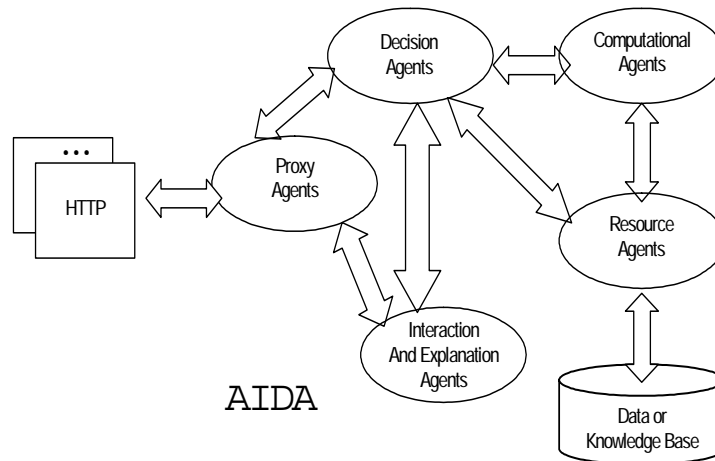 Decision
Agents
Computational
Agents
...
HTTP
Proxy
Agents
Resource
Agents
Interaction
And Explanation
Agents
AIDA
Data or
Knowledge Base